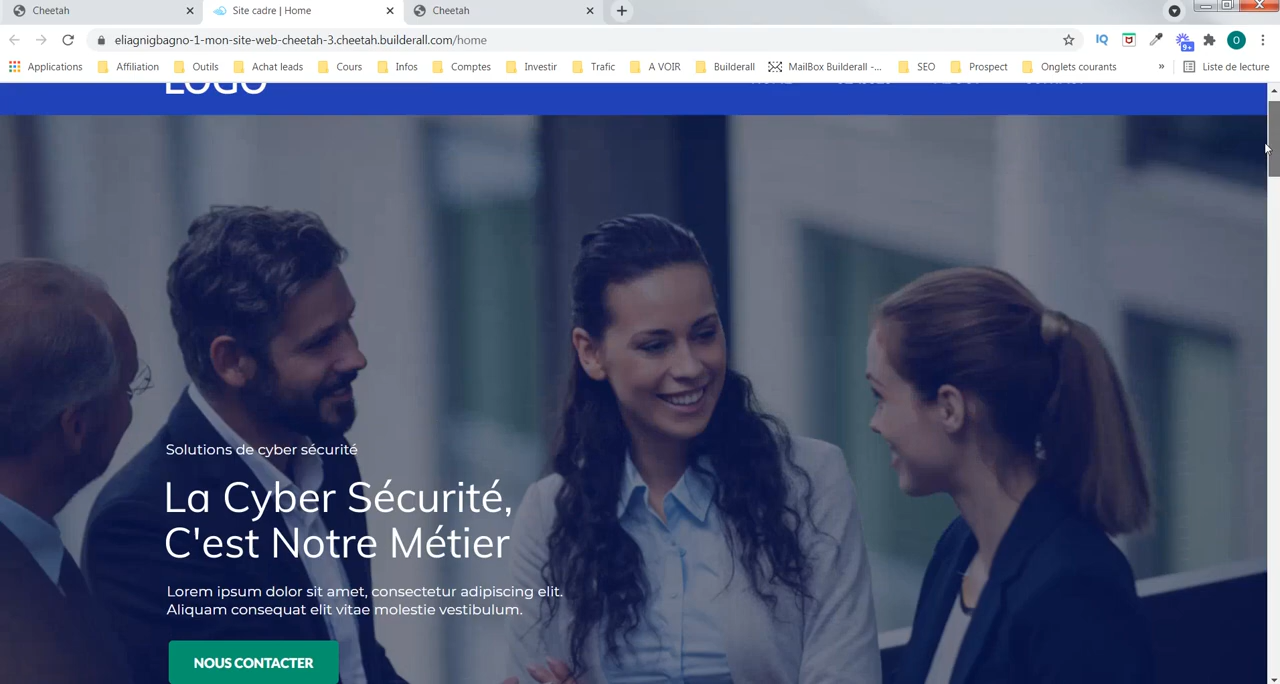 Cheetah
Site cadre | Home
Cheetah
eliagnigbagno-1-mon-site-web-cheetah-3.cheetah.builderall.com/home
IQ
9+
O
Applications
Affiliation
Outils
Achat leads
Cours
Infos
Comptes
Investir
Trafic
A VOIR
Builderall
MailBox Builderall -...
SEO
Prospect
Onglets courants
»
Liste de lecture
LOGO
Solutions de cyber sécurité
La Cyber Sécurité,
C'est Notre Métier
Lorem ipsum dolor sit amet, consectetur adipiscing elit.
Aliquam consequat elit vitae molestie vestibulum.
NOUS CONTACTER